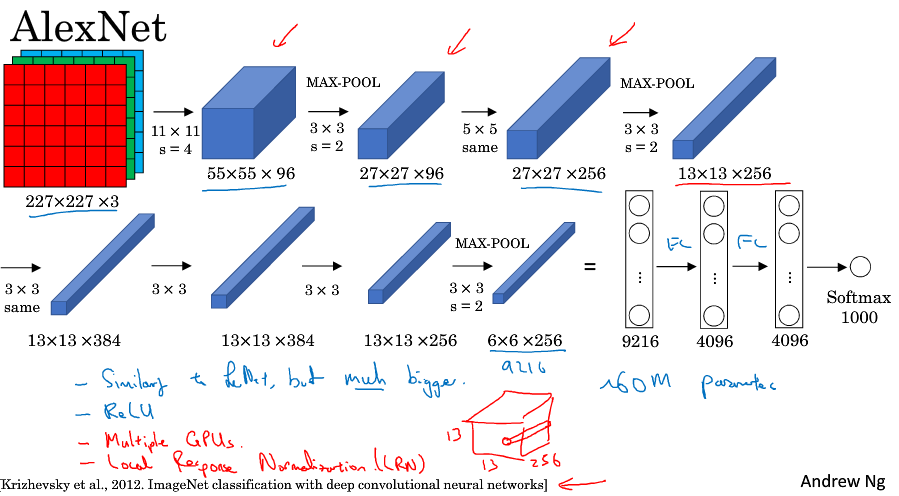 AlexNet
MAX-POOL
MAX-POOL
11 × 11
s = 4
3 × 3
s = 2
5 × 5
same
3 × 3
s = 2
227×227 ×3
55×55 × 96
27×27 ×96
27×27 ×256
13×13 ×256
MAX-POOL
FC
FC
3 × 3
same
3 × 3
3 × 3
3 × 3
s = 2
=
Softmax
1000
13×13 ×384
13×13 ×384
13×13 ×256
6×6 ×256
9216
4096
4096
9216
- Similar to LeNet, but much bigger.
~60M parameters
- ReLU
- Multiple GPUs.
- Local Response Normalization (LRN)
13
13
256
[Krizhevsky et al., 2012. ImageNet classification with deep convolutional neural networks]
Andrew Ng